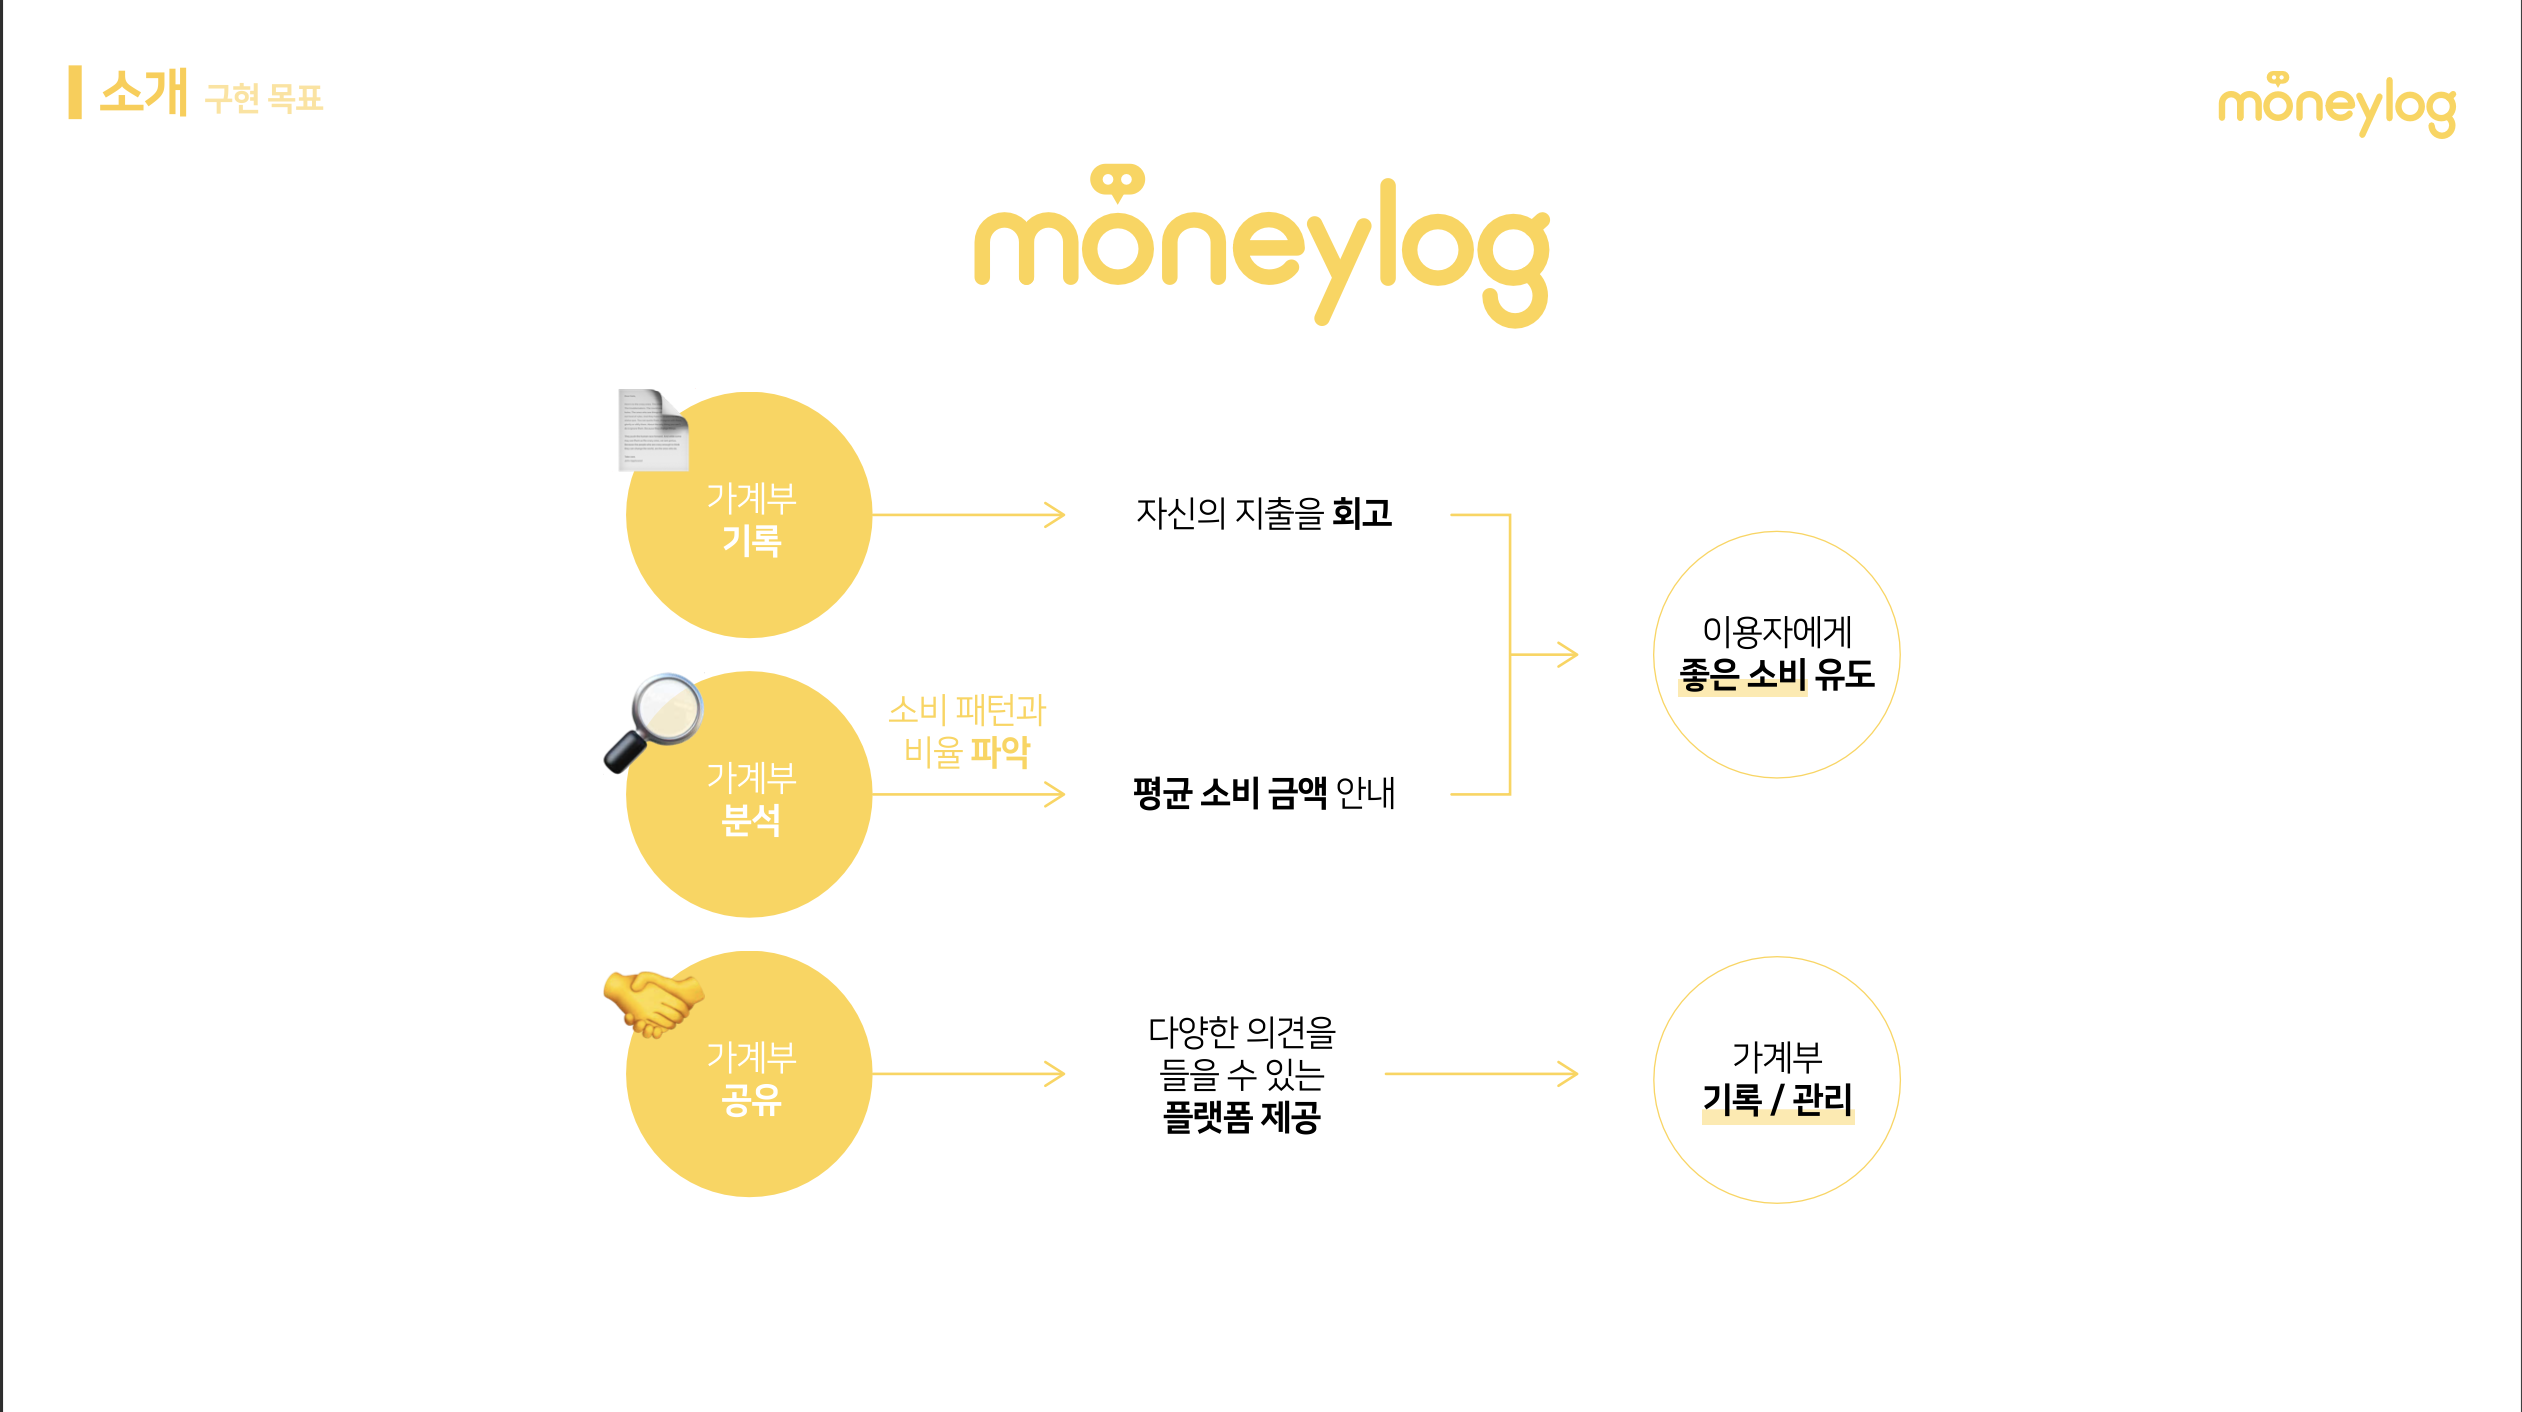 소개 구현 목표
moneylog
moneylog
가계부
기록
자신의 지출을 회고
이용자에게
좋은 소비 유도
소비 패턴과
비율 파악
가계부
분석
평균 소비 금액 안내
가계부
공유
다양한 의견을
들을 수 있는
플랫폼 제공
가계부
기록 / 관리